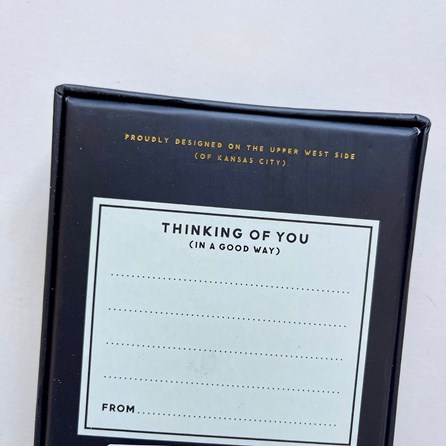 PROUDLY DESIGNED ON THE UPPER WEST SIDE
(OF KANSAS CITY)
THINKING OF YOU
(IN A GOOD WAY)
FROM